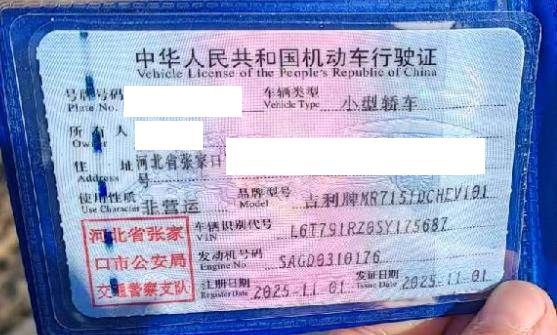 中华人民共和国机动车行驶证
Vehicle License of the People's Republic of China
号牌号码
Plate No.
车辆类型 小型轿车
Vehicle Type
所有人
Owner
住址 河北省张家口
Address 号
使用性质 非营运
Use Character
品牌型号 吉利牌MR7151DCHEV101
Model
河北省张家
口市公安局
交通警察支队
车辆识别代号 L6T791RZ0SY175687
VIN
发动机号码 SAGD0310176
Engine No
注册日期 2025-11-01
Register Date
发证日期 2025-11-01
Issue Date